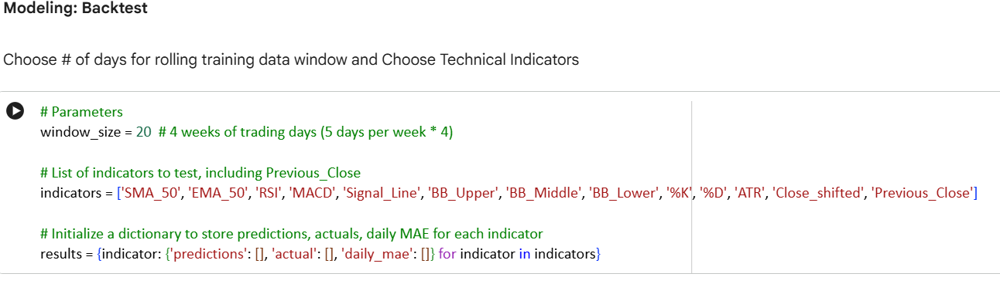 Modeling: Backtest
Choose # of days for rolling training data window and Choose Technical Indicators
# Parameters
window_size = 20  # 4 weeks of trading days (5 days per week * 4)
# List of indicators to test, including Previous_Close
indicators = ['SMA_50', 'EMA_50', 'RSI', 'MACD', 'Signal_Line', 'BB_Upper', 'BB_Middle', 'BB_Lower', '%K', '%D', 'ATR', 'Close_shifted', 'Previous_Close']
# Initialize a dictionary to store predictions, actuals, daily MAE for each indicator
results = {indicator: {'predictions': [], 'actual': [], 'daily_mae': []} for indicator in indicators}